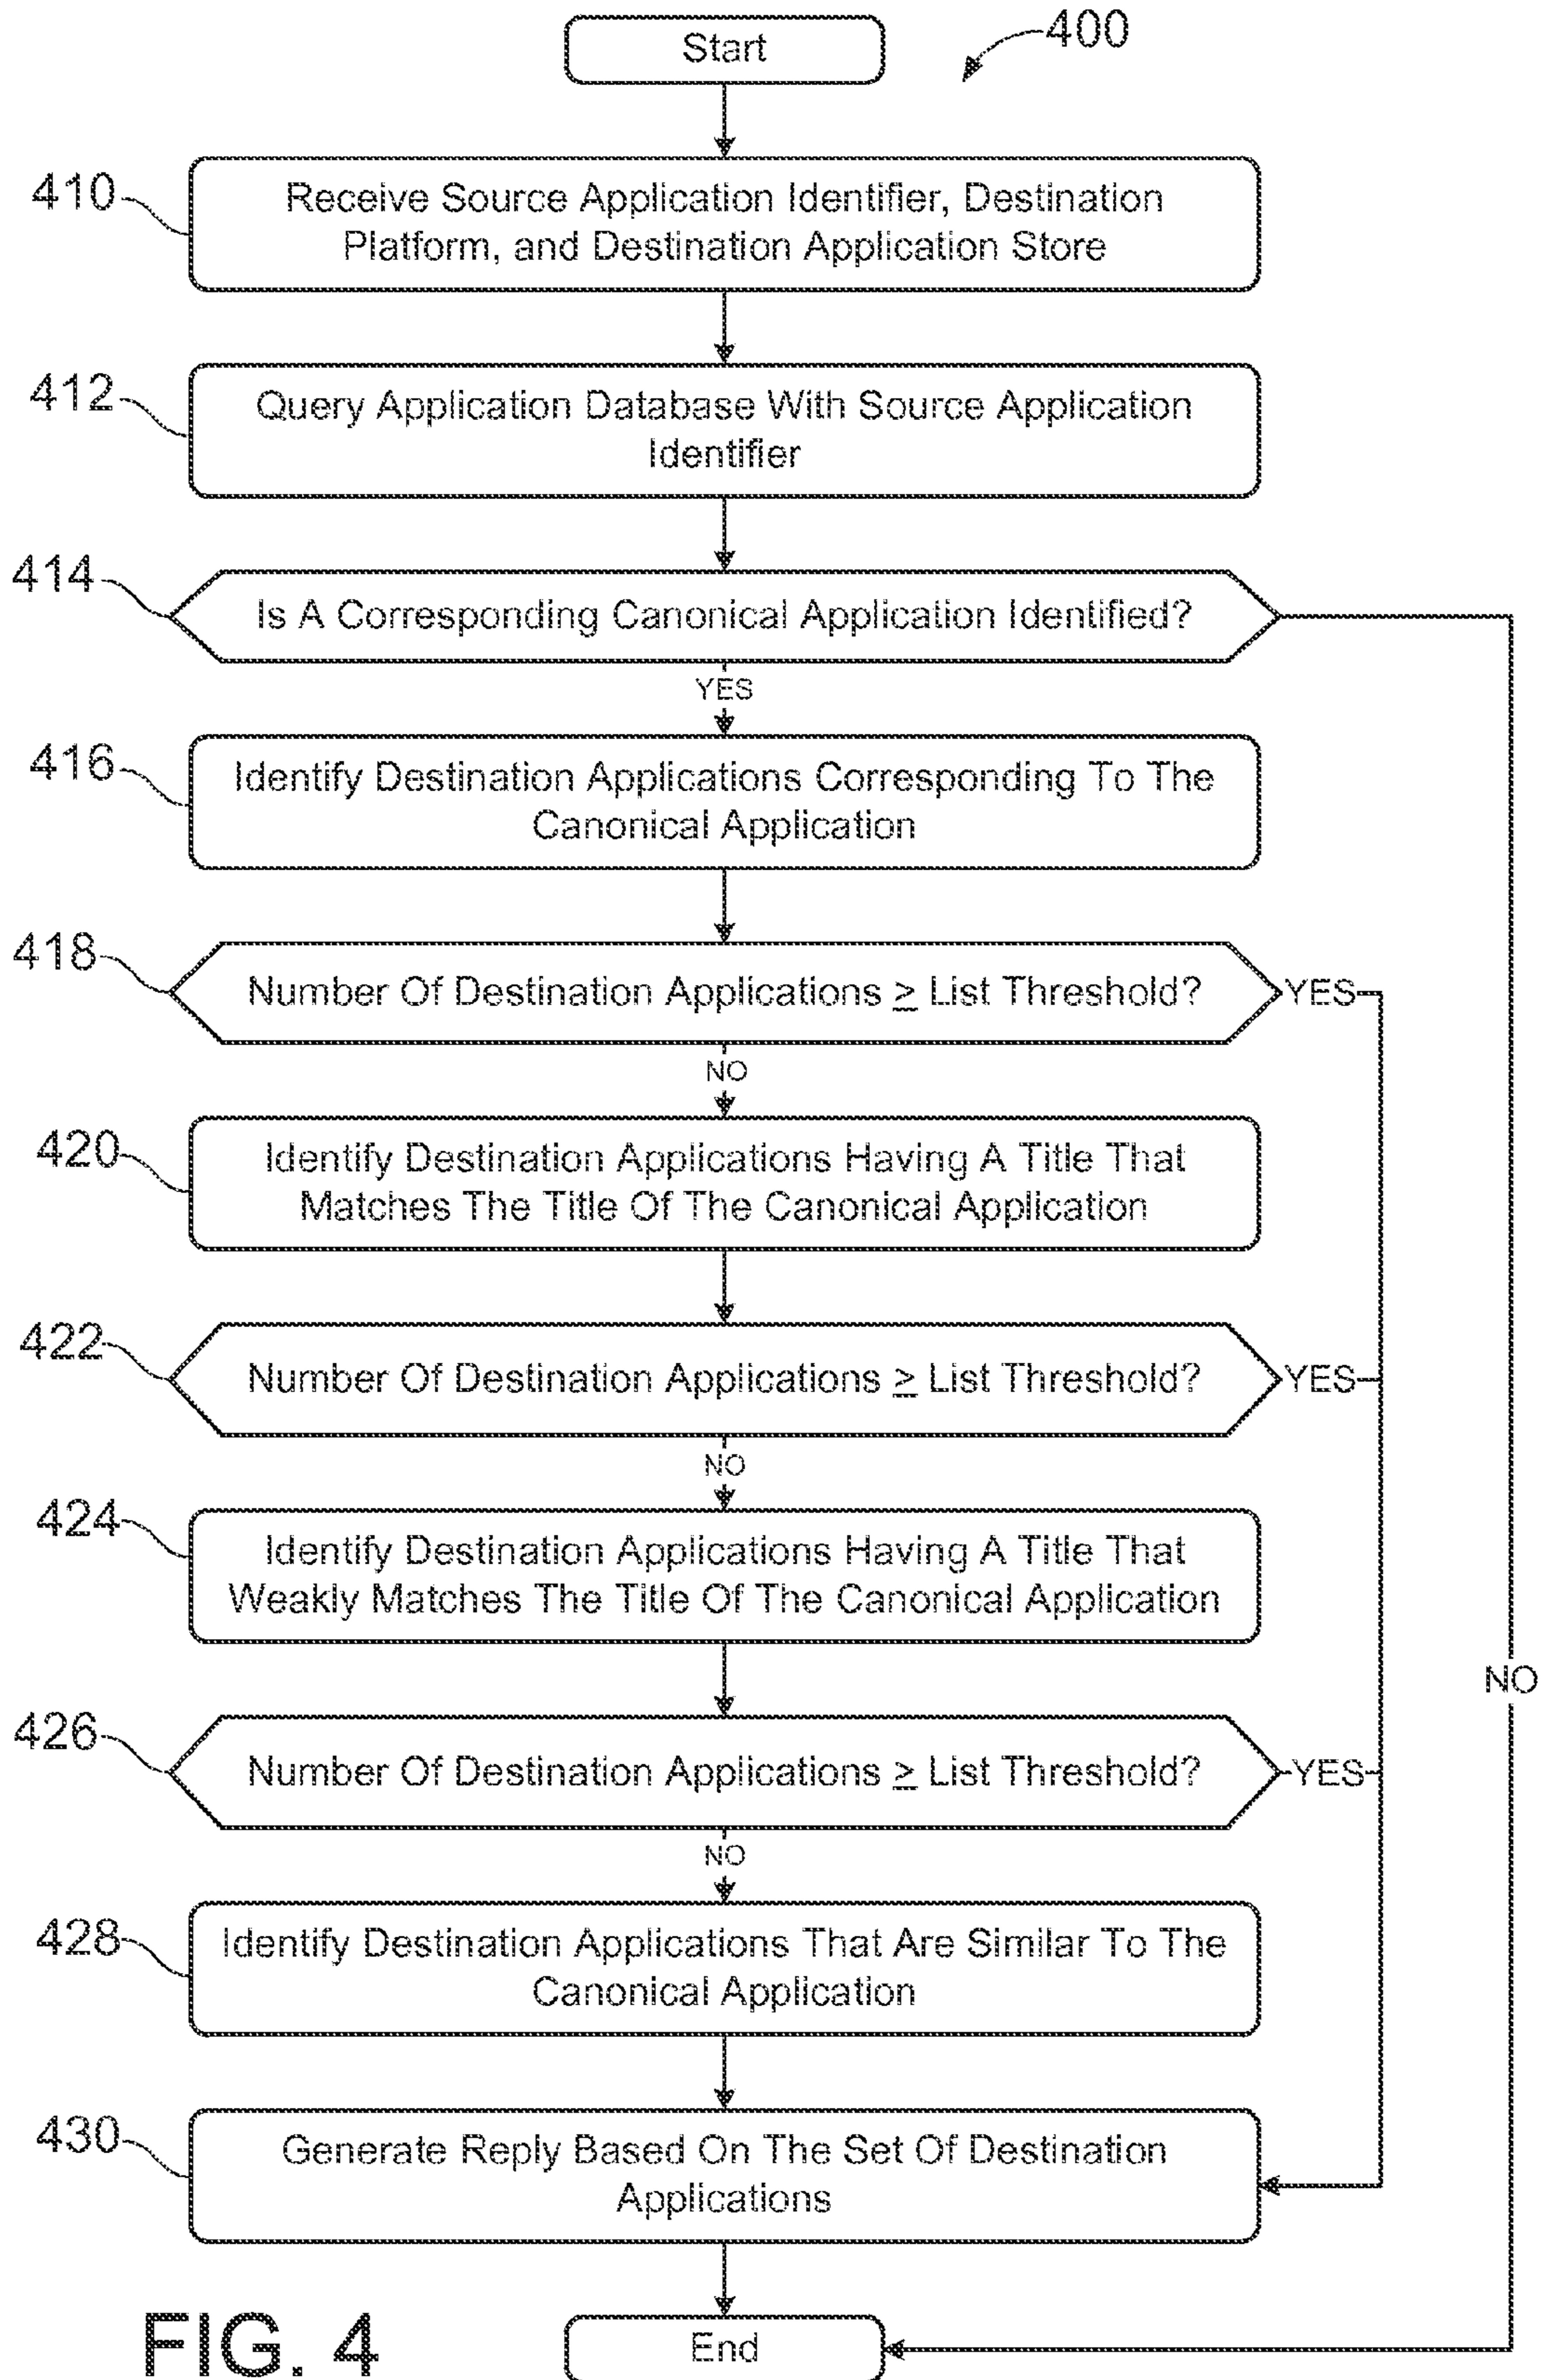 Start
400
410
Receive Source Application Identifier, Destination
Platform, and Destination Application Store
412
Query Application Database With Source Application
Identifier
414
Is A Corresponding Canonical Application Identified?
YES
416
Identify Destination Applications Corresponding To The
Canonical Application
418
Number Of Destination Applications ≥ List Threshold?
YES
NO
420
Identify Destination Applications Having A Title That
Matches The Title Of The Canonical Application
422
Number Of Destination Applications ≥ List Threshold?
YES
NO
424
Identify Destination Applications Having A Title That
Weakly Matches The Title Of The Canonical Application
NO
426
Number Of Destination Applications ≥ List Threshold?
YES
NO
428
Identify Destination Applications That Are Similar To The
Canonical Application
430
Generate Reply Based On The Set Of Destination
Applications
End
FIG. 4